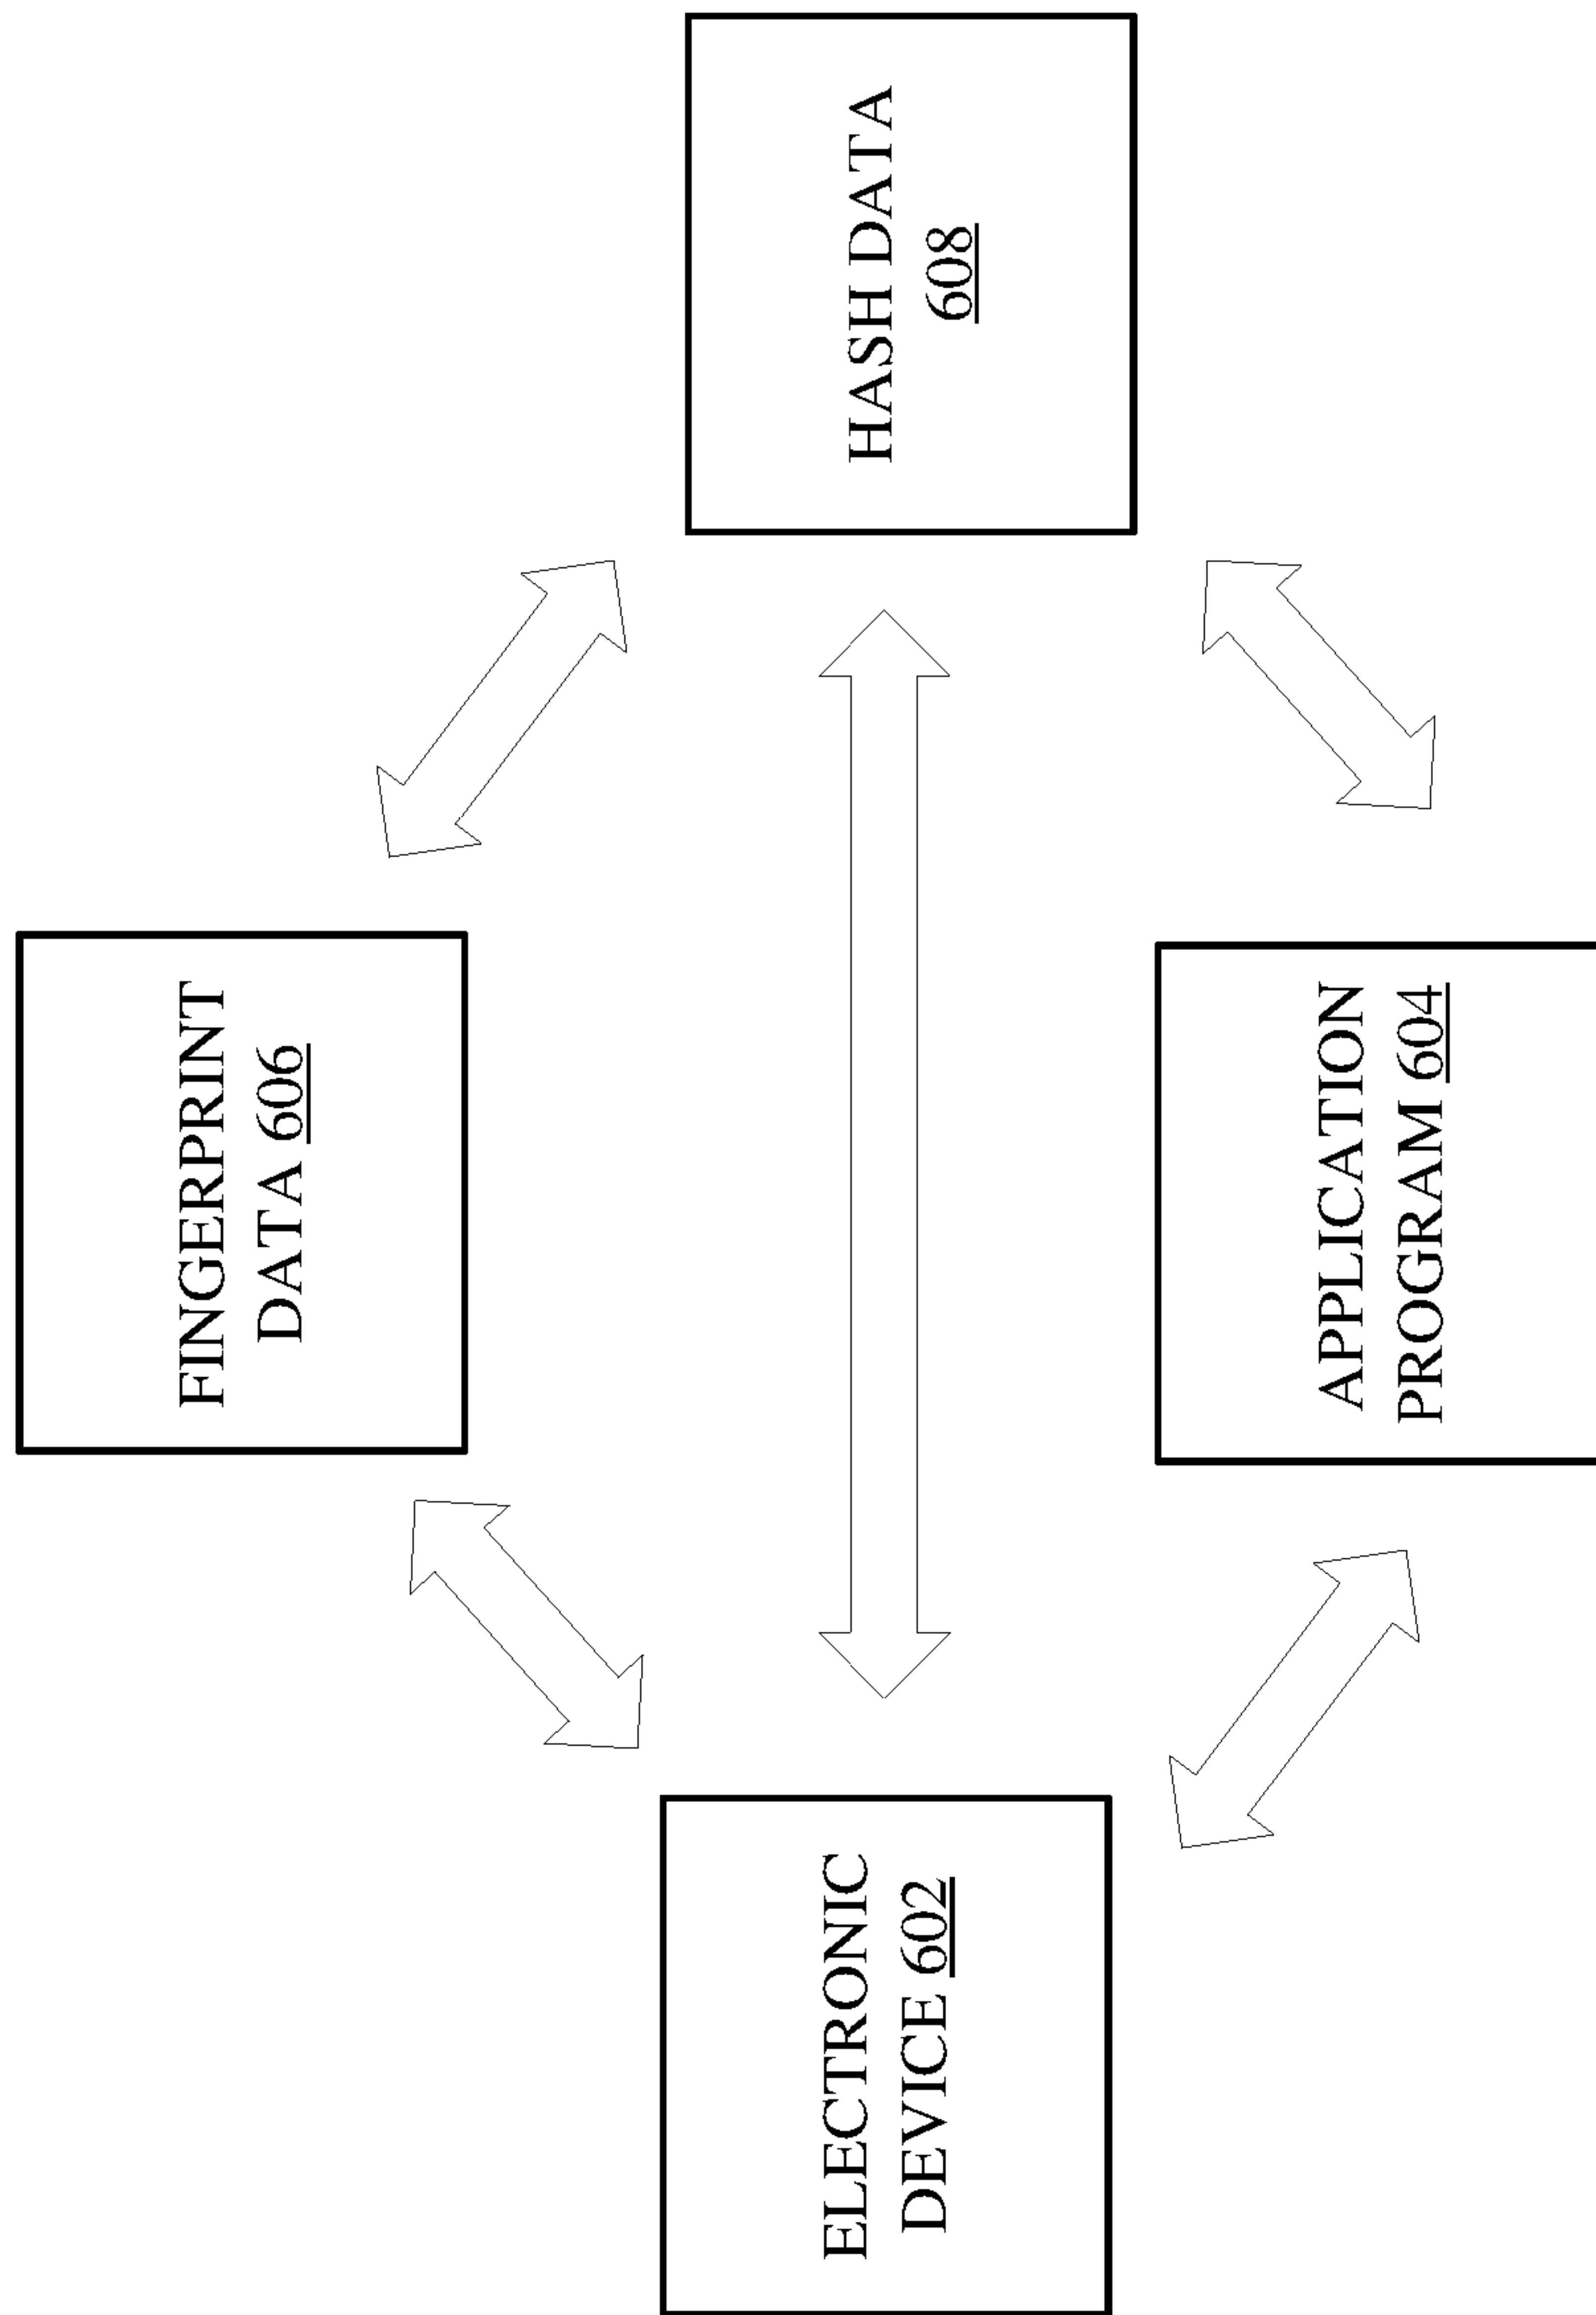 FINGERPRINT
DATA 606
ELECTRONIC
DEVICE 602
HASH DATA
608
APPLICATION
PROGRAM 604